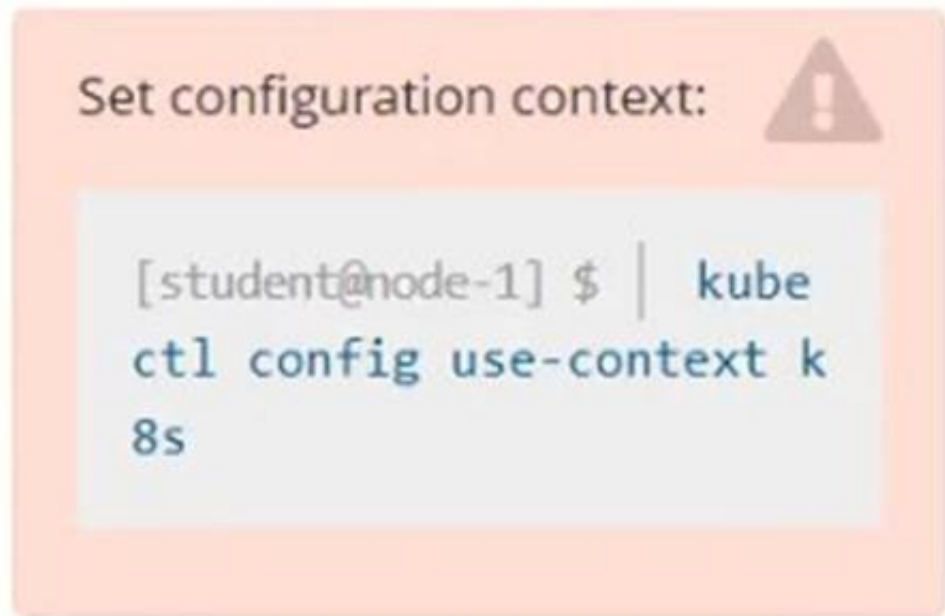 Set configuration context:
[student@node-1] $ | kube
ctl config use-context k
8s